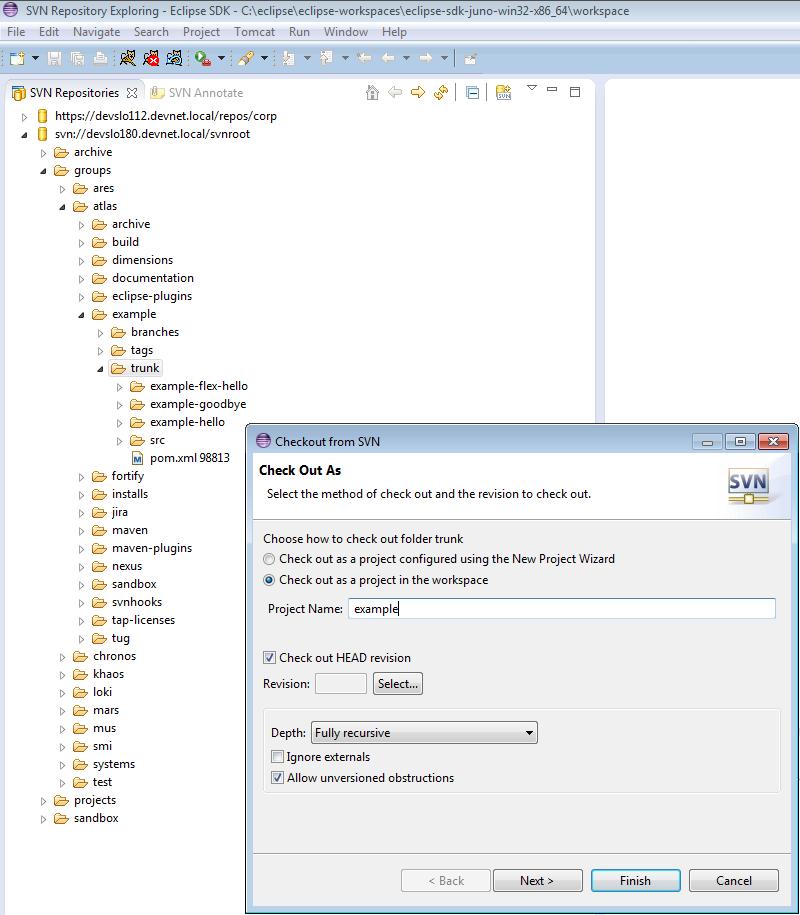 SVN Repository Exploring - Eclipse SDK - C:\eclipse\eclipse-workspaces\eclipse-sdk-juno-win32-x86_64\workspace
File Edit Navigate Search Project Tomcat Run Window Help
SVN Repositories SVN Annotate
SVN
https://devslo112.devnet.local/repos/corp
svn://devslo180.devnet.local/svnroot
archive
groups
ares
atlas
archive
build
dimensions
documentation
eclipse-plugins
example
branches
tags
trunk
example-flex-hello
example-goodbye
example-hello
src
pom.xml 98813
fortify
installs
jira
maven
maven-plugins
nexus
sandbox
svnhooks
tap-licenses
tug
chronos
khaos
loki
mars
mus
smi
systems
test
projects
sandbox
Checkout from SVN
Check Out As
Select the method of check out and the revision to check out.
SVN
Choose how to check out folder trunk
Check out as a project configured using the New Project Wizard
Check out as a project in the workspace
Project Name: example
Check out HEAD revision
Revision: Select...
Depth: Fully recursive
Ignore externals
Allow unversioned obstructions
< Back Next > Finish Cancel